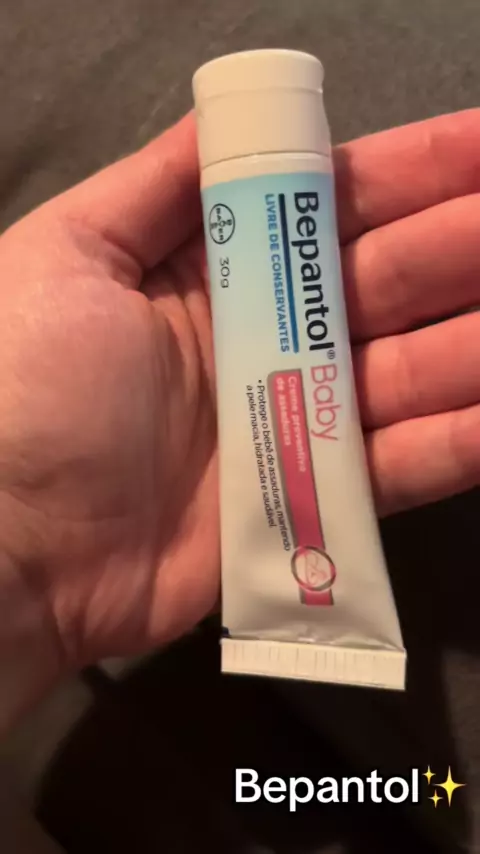 Bepantol® Baby
LIVRE DE CONSERVANTES
Creme preventivo
de assaduras
• Protege o bebê de assaduras, mantendo
a pele macia, hidratada e saudável.
BAYER
30g
Bepantol✨